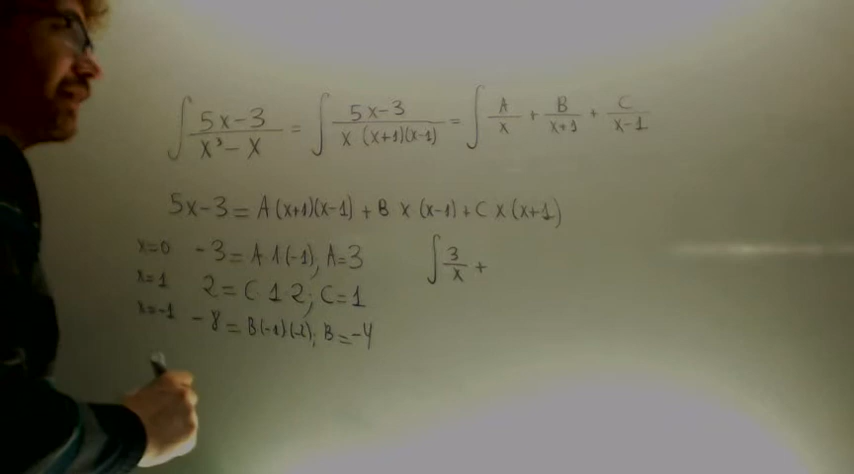 ∫ (5x-3)/(x³-x) = ∫ (5x-3)/(x (x+1)(x-1)) = ∫ A/x + B/(x+1) + C/(x-1)
5x-3 = A(x+1)(x-1) + B x (x-1) + C x (x+1)
x=0 -3 = A·1(-1), A=3 ∫ 3/x +
x=1 2 = C·1·2; C=1
x=-1 -8 = B(-1)(-2); B=-4